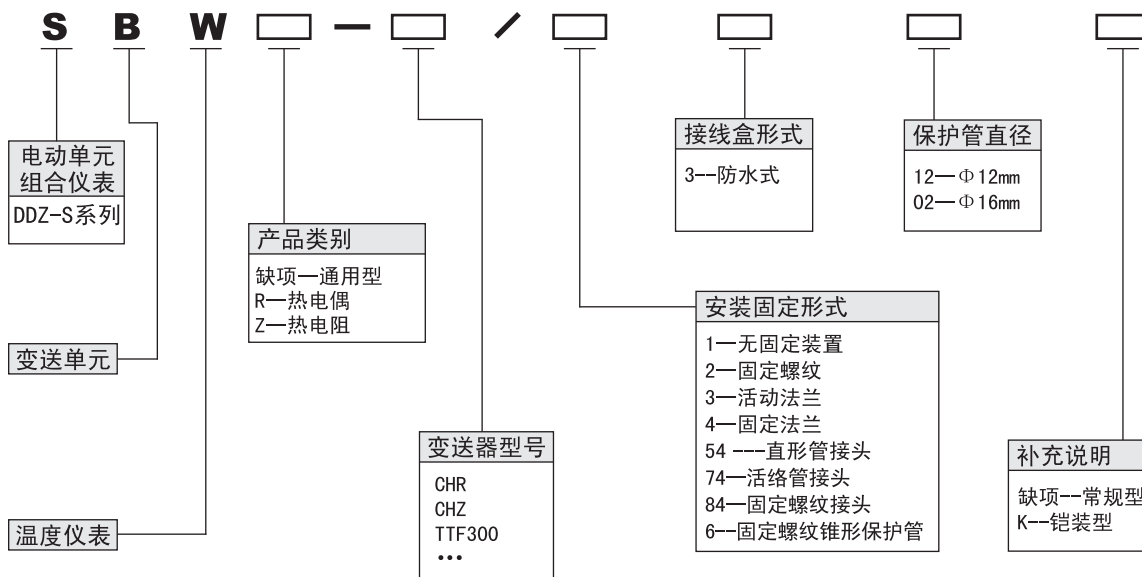 S B W — /
电动单元
组合仪表
DDZ-S系列
变送单元
温度仪表
产品类别
缺项—通用型
R—热电偶
Z—热电阻
变送器型号
CHR
CHZ
TTF300
•••
安装固定形式
1—无固定装置
2—固定螺纹
3—活动法兰
4—固定法兰
54 ---直形管接头
74—活络管接头
84—固定螺纹接头
6--固定螺纹锥形保护管
接线盒形式
3--防水式
保护管直径
12—Φ12mm
02—Φ16mm
补充说明
缺项--常规型
K--铠装型